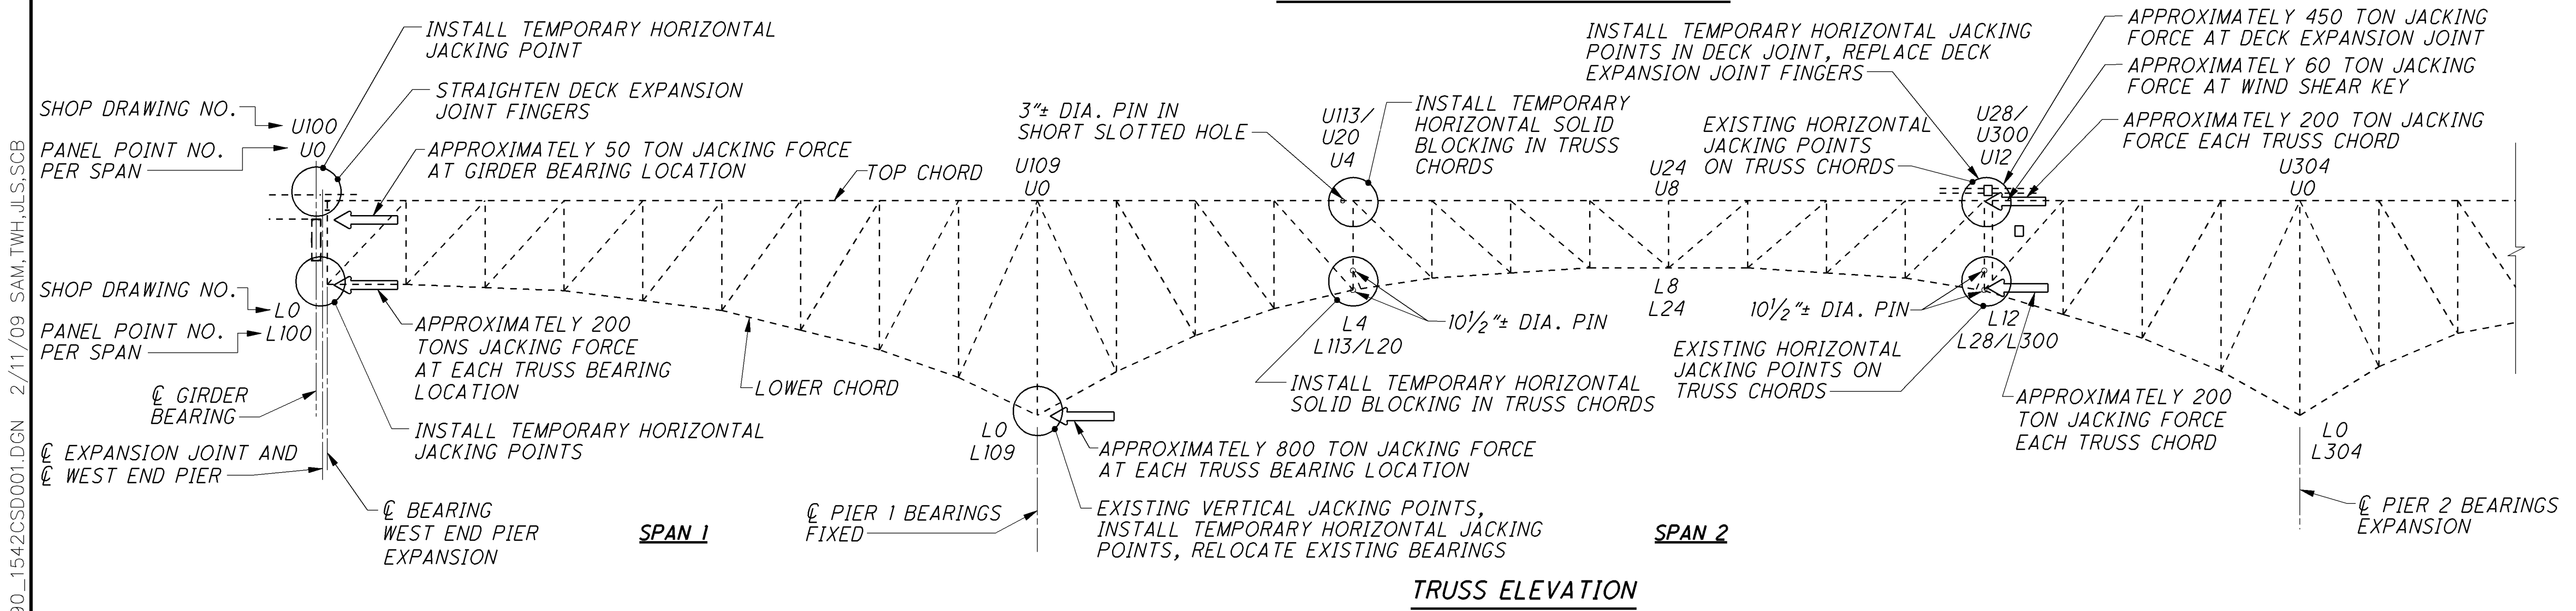 INSTALL TEMPORARY HORIZONTAL
JACKING POINT
STRAIGHTEN DECK EXPANSION
JOINT FINGERS
SHOP DRAWING NO.
U100
PANEL POINT NO.
PER SPAN
U0
APPROXIMATELY 50 TON JACKING FORCE
AT GIRDER BEARING LOCATION
TOP CHORD
U109
U0
3"± DIA. PIN IN
SHORT SLOTTED HOLE
U113/
U20
U4
INSTALL TEMPORARY
HORIZONTAL SOLID
BLOCKING IN TRUSS
CHORDS
INSTALL TEMPORARY HORIZONTAL JACKING
POINTS IN DECK JOINT, REPLACE DECK
EXPANSION JOINT FINGERS
EXISTING HORIZONTAL
JACKING POINTS
ON TRUSS CHORDS
U24
U8
U28/
U300
U12
APPROXIMATELY 450 TON JACKING
FORCE AT DECK EXPANSION JOINT
APPROXIMATELY 60 TON JACKING
FORCE AT WIND SHEAR KEY
APPROXIMATELY 200 TON JACKING
FORCE EACH TRUSS CHORD
U304
U0
SHOP DRAWING NO.
L0
PANEL POINT NO.
PER SPAN
L100
℄ GIRDER
BEARING
℄ EXPANSION JOINT AND
℄ WEST END PIER
APPROXIMATELY 200
TONS JACKING FORCE
AT EACH TRUSS BEARING
LOCATION
INSTALL TEMPORARY HORIZONTAL
JACKING POINTS
℄ BEARING
WEST END PIER
EXPANSION
SPAN 1
LOWER CHORD
L0
L109
℄ PIER 1 BEARINGS
FIXED
APPROXIMATELY 800 TON JACKING FORCE
AT EACH TRUSS BEARING LOCATION
EXISTING VERTICAL JACKING POINTS,
INSTALL TEMPORARY HORIZONTAL JACKING
POINTS, RELOCATE EXISTING BEARINGS
L4
L113/L20
10½"± DIA. PIN
INSTALL TEMPORARY HORIZONTAL
SOLID BLOCKING IN TRUSS CHORDS
L8
L24
10½"± DIA. PIN
L12
L28/L300
EXISTING HORIZONTAL
JACKING POINTS ON
TRUSS CHORDS
APPROXIMATELY 200
TON JACKING FORCE
EACH TRUSS CHORD
L0
L304
℄ PIER 2 BEARINGS
EXPANSION
SPAN 2
TRUSS ELEVATION
90_1542CSD001.DGN 2/11/09 SAM,TWH,JLS,SCB